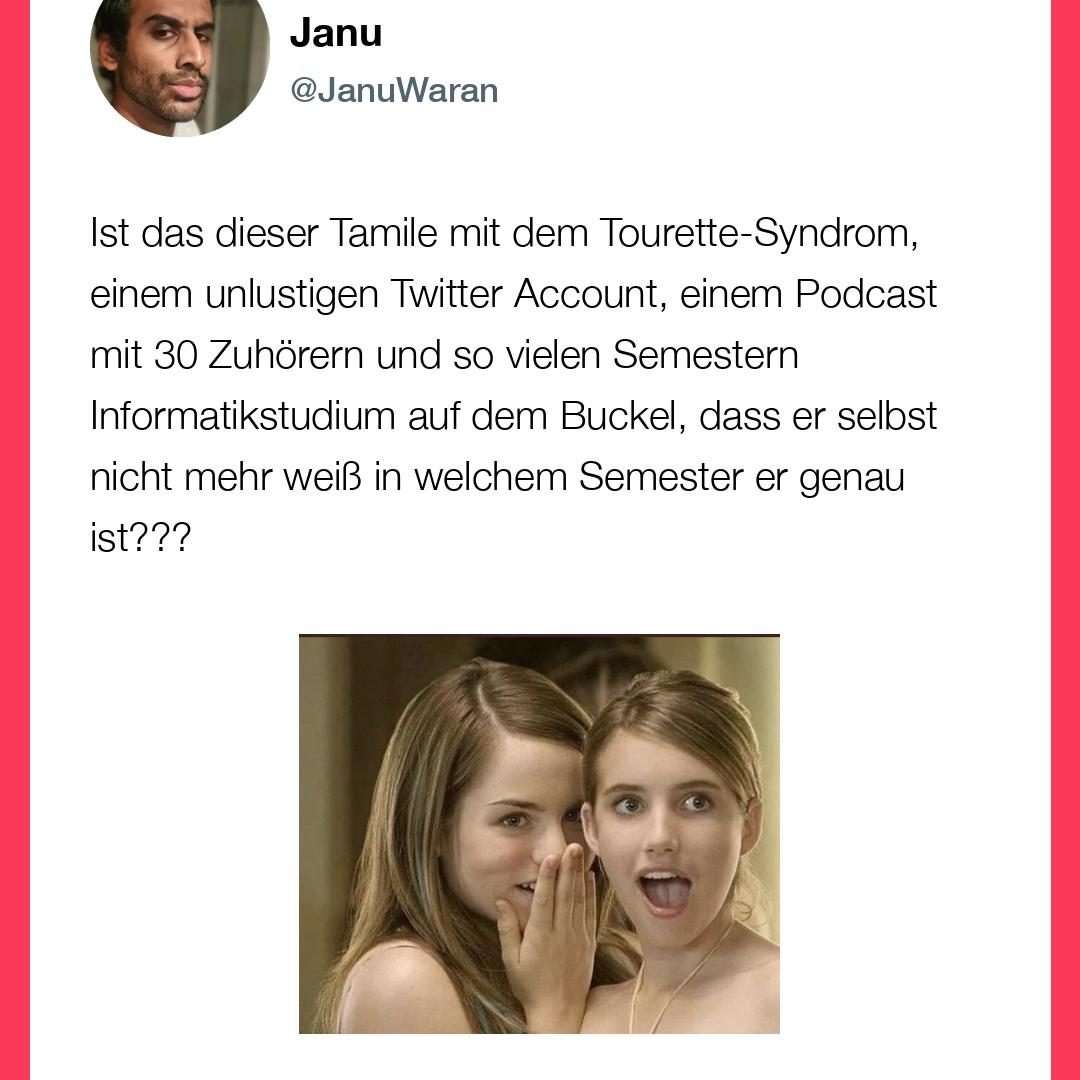 Janu
@JanuWaran
Ist das dieser Tamile mit dem Tourette-Syndrom,
einem unlustigen Twitter Account, einem Podcast
mit 30 Zuhörern und so vielen Semestern
Informatikstudium auf dem Buckel, dass er selbst
nicht mehr weiß in welchem Semester er genau
ist???